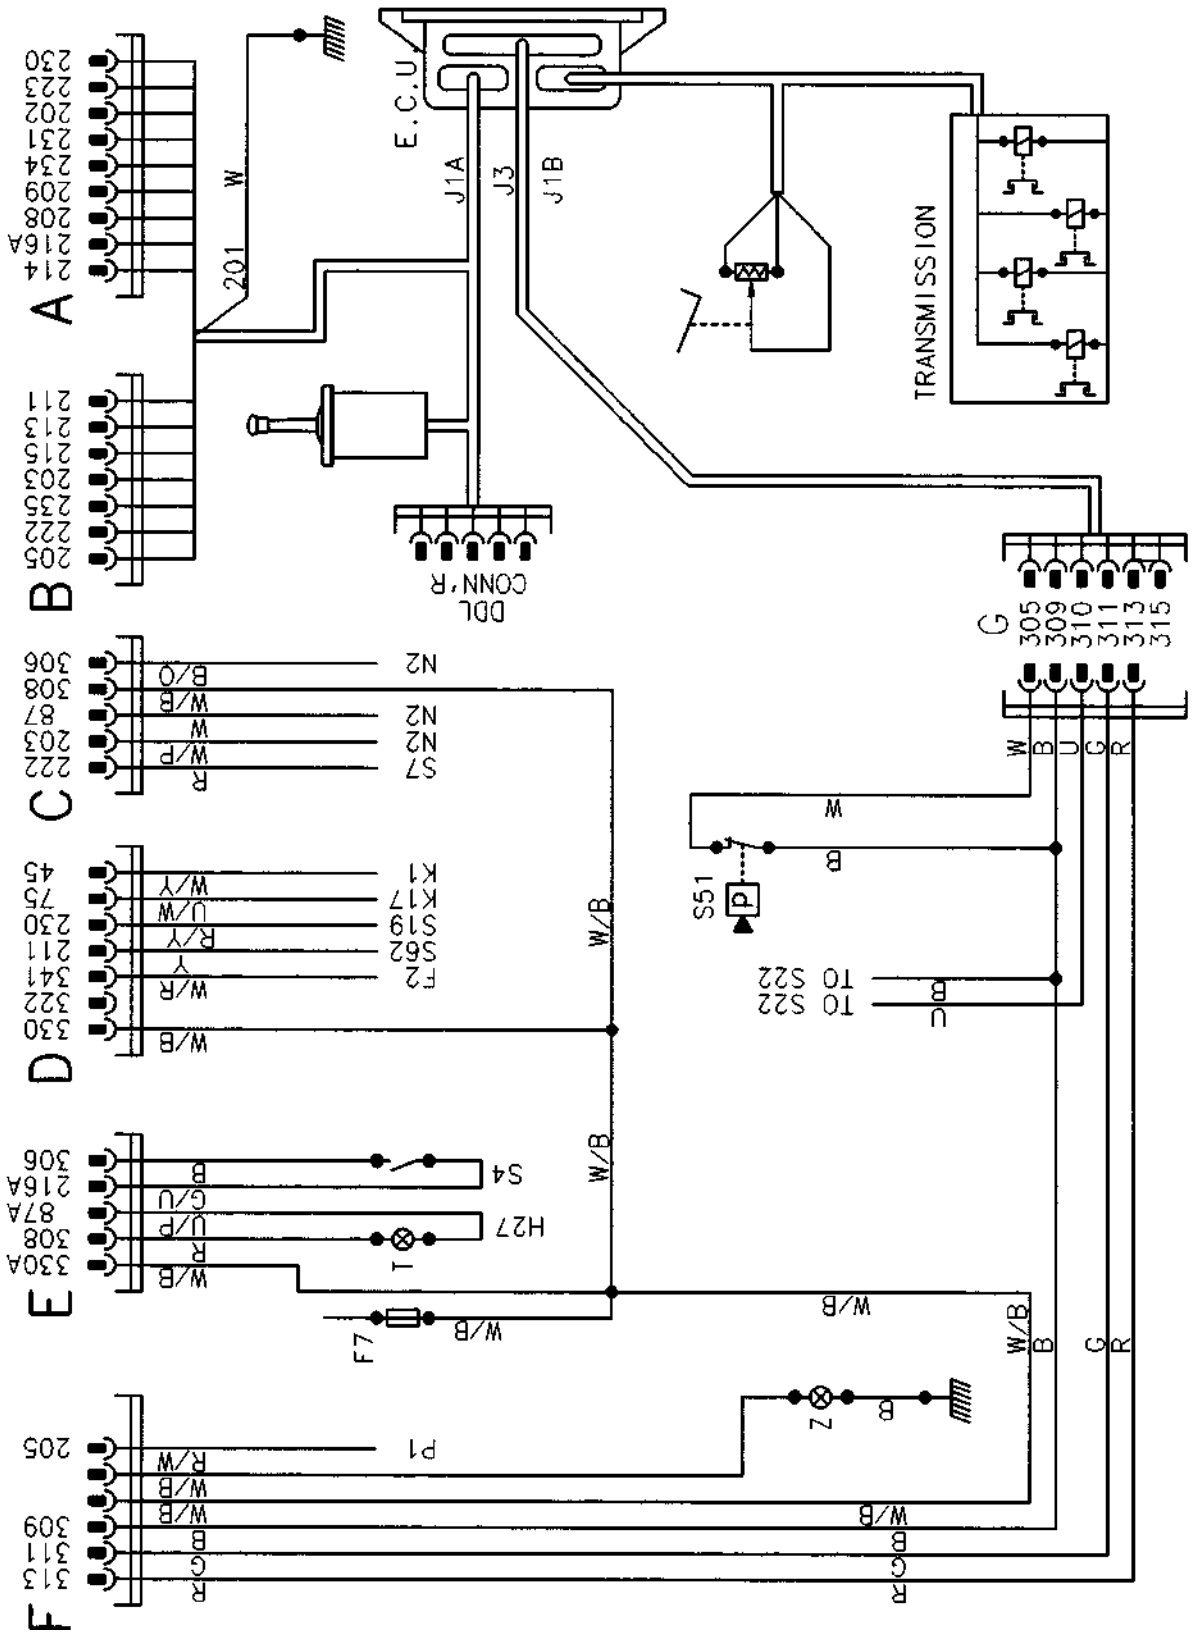 A
230
223
202
231
234
209
208
216A
214
W
201
E.C.U.
J1A
J3
J1B
TRANSMISSION
B
211
213
215
203
235
222
205
DDL
CONN'R
C
306
308
87
203
222
B/O
W/B
W
W/P
R
N2
N2
N2
S7
G
305
309
310
311
313
315
W
B
U
G
R
W
B
S51
P
D
45
75
230
211
341
322
330
W/Y
U/W
R/Y
Y
W/R
W/B
K1
K17
S19
S62
F2
W/B
TO S22
TO S22
B
U
E
306
216A
87A
308
330A
B
G/U
U/P
R
W/B
S4
H27
T
W/B
F7
W/B
W/B
W/B
B
G
R
F
205
309
311
313
R/W
W/B
W/B
B
G
R
P1
Z
B
W/B
B
G
R